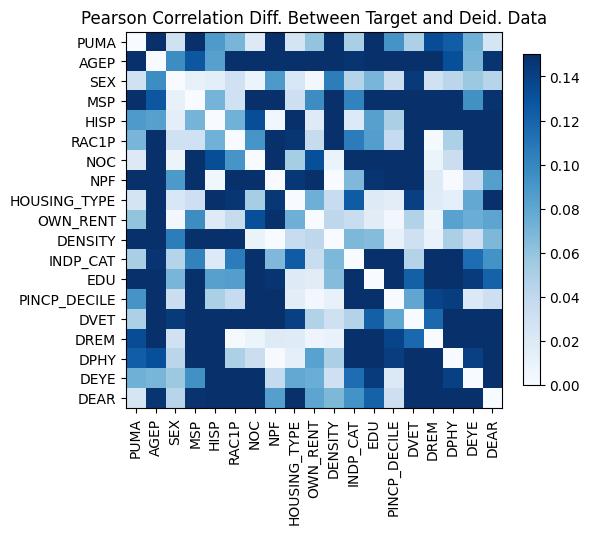 Pearson Correlation Diff. Between Target and Deid. Data
PUMA
AGEP
SEX
MSP
HISP
RAC1P
NOC
NPF
HOUSING_TYPE
OWN_RENT
DENSITY
INDP_CAT
EDU
PINCP_DECILE
DVET
DREM
DPHY
DEYE
DEAR
PUMA
AGEP
SEX
MSP
HISP
RAC1P
NOC
NPF
HOUSING_TYPE
OWN_RENT
DENSITY
INDP_CAT
EDU
PINCP_DECILE
DVET
DREM
DPHY
DEYE
DEAR
0.14
0.12
0.10
0.08
0.06
0.04
0.02
0.00